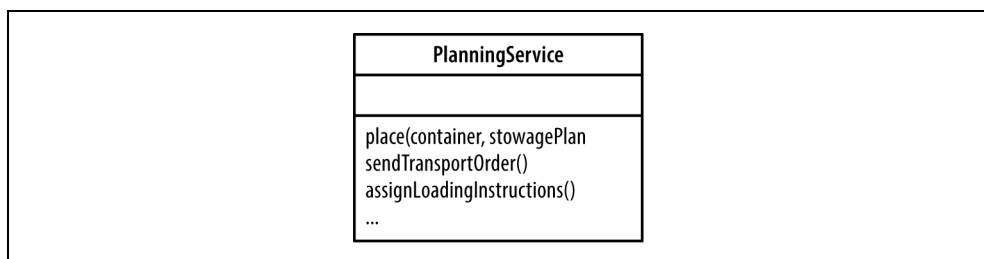 PlanningService
place(container, stowagePlan
sendTransportOrder()
assignLoadingInstructions()
...